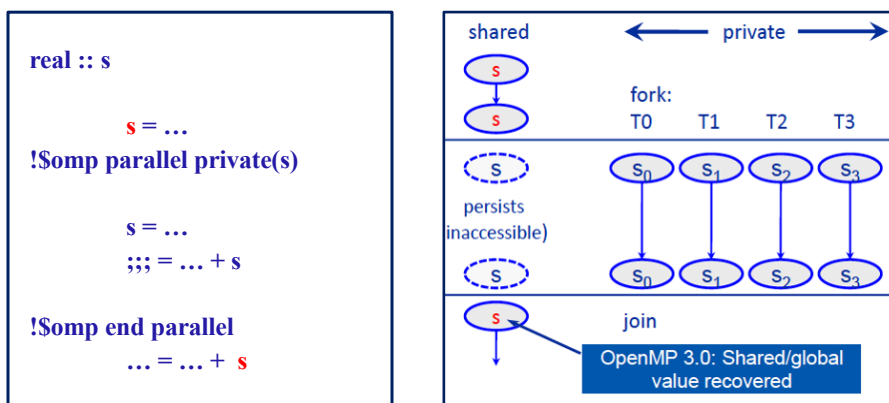 real :: s
s = …
!$omp parallel private(s)
s = …
;;; = … + s
!$omp end parallel
… = … + s
shared
private
s
s
fork:
T0 T1 T2 T3
s s₀ s₁ s₂ s₃
persists
inaccessible)
s s₀ s₁ s₂ s₃
s
join
OpenMP 3.0: Shared/global
value recovered